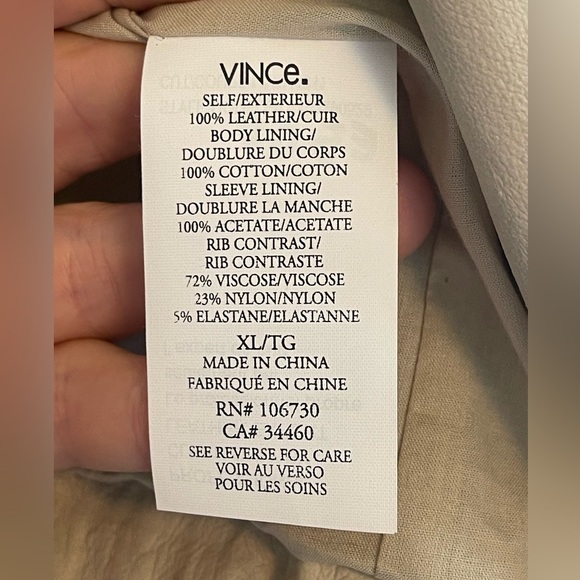 VINCe.
SELF/EXTERIEUR
100% LEATHER/CUIR
BODY LINING/
DOUBLURE DU CORPS
100% COTTON/COTON
SLEEVE LINING/
DOUBLURE LA MANCHE
100% ACETATE/ACETATE
RIB CONTRAST/
RIB CONTRASTE
72% VISCOSE/VISCOSE
23% NYLON/NYLON
5% ELASTANE/ELASTANNE
XL/TG
MADE IN CHINA
FABRIQUÉ EN CHINE
RN# 106730
CA# 34460
SEE REVERSE FOR CARE
VOIR AU VERSO
POUR LES SOINS